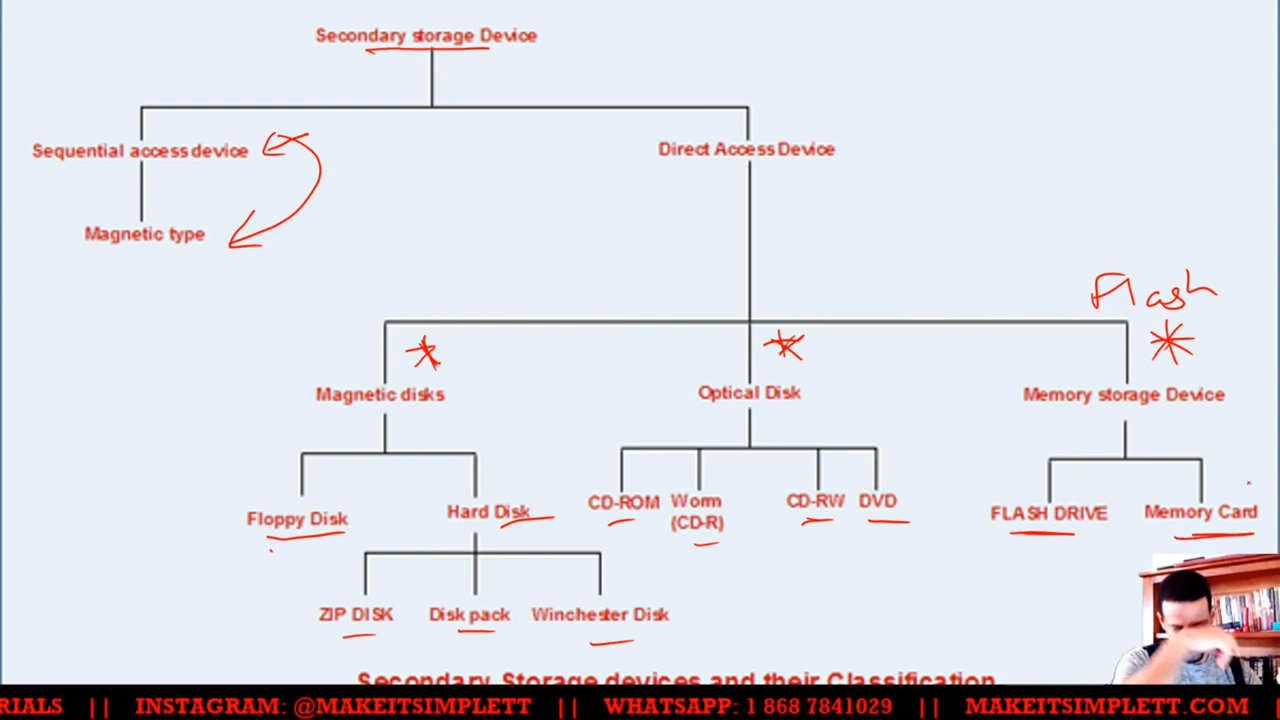 Secondary storage Device
Sequential access device
Direct Access Device
Magnetic type
Flash
Magnetic disks
Optical Disk
Memory storage Device
Floppy Disk
Hard Disk
CD-ROM
Worm
(CD-R)
CD-RW
DVD
FLASH DRIVE
Memory Card
ZIP DISK
Disk pack
Winchester Disk
Secondary Storage devices and their Classification
RIALS || INSTAGRAM: @MAKEITSIMPLETT || WHATSAPP: 1 868 7841029 || MAKEITSIMPLETT.COM